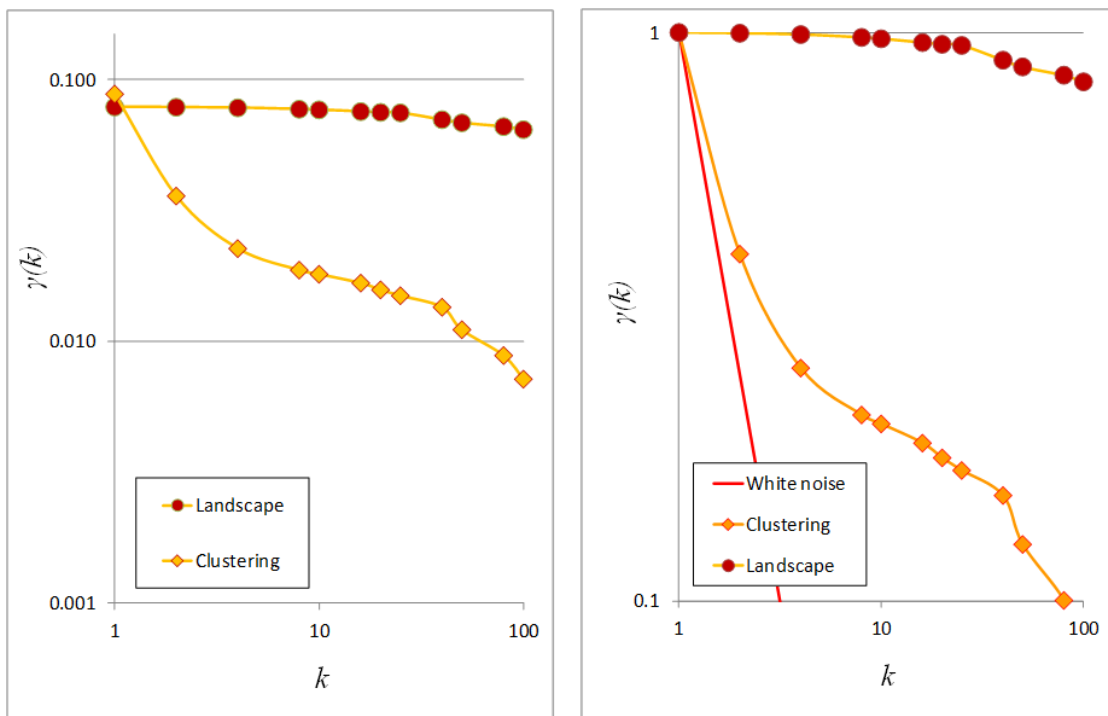 0.100
0.010
0.001
γ(k)
1 10 100
k
Landscape
Clustering
1
0.1
γ(k)
1 10 100
k
White noise
Clustering
Landscape